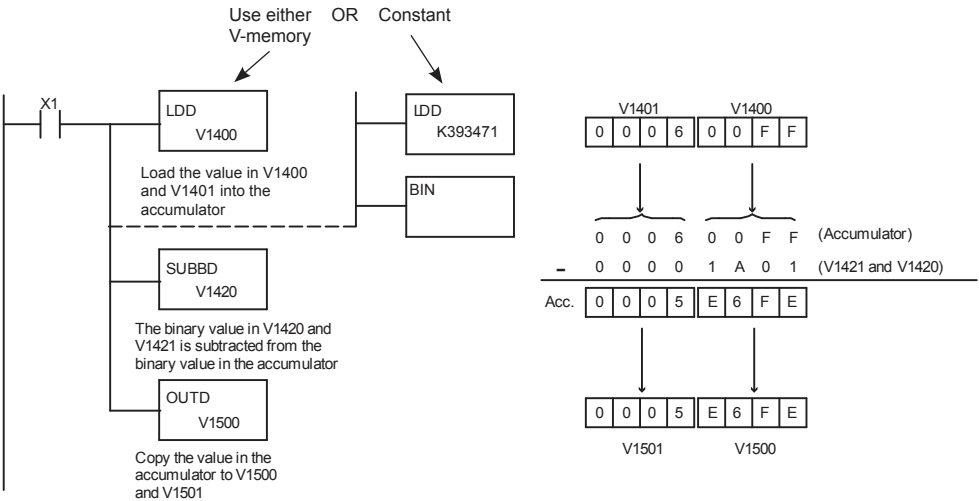 Use either OR Constant
V-memory
X1
LDD
V1400
Load the value in V1400
and V1401 into the
accumulator
LDD
K393471
BIN
SUBBD
V1420
The binary value in V1420 and
V1421 is subtracted from the
binary value in the accumulator
OUTD
V1500
Copy the value in the
accumulator to V1500
and V1501
V1401 V1400
0 0 0 6 0 0 F F
0 0 0 6 0 0 F F (Accumulator)
– 0 0 0 0 1 A 0 1 (V1421 and V1420)
Acc. 0 0 0 5 E 6 F E
0 0 0 5 E 6 F E
V1501 V1500